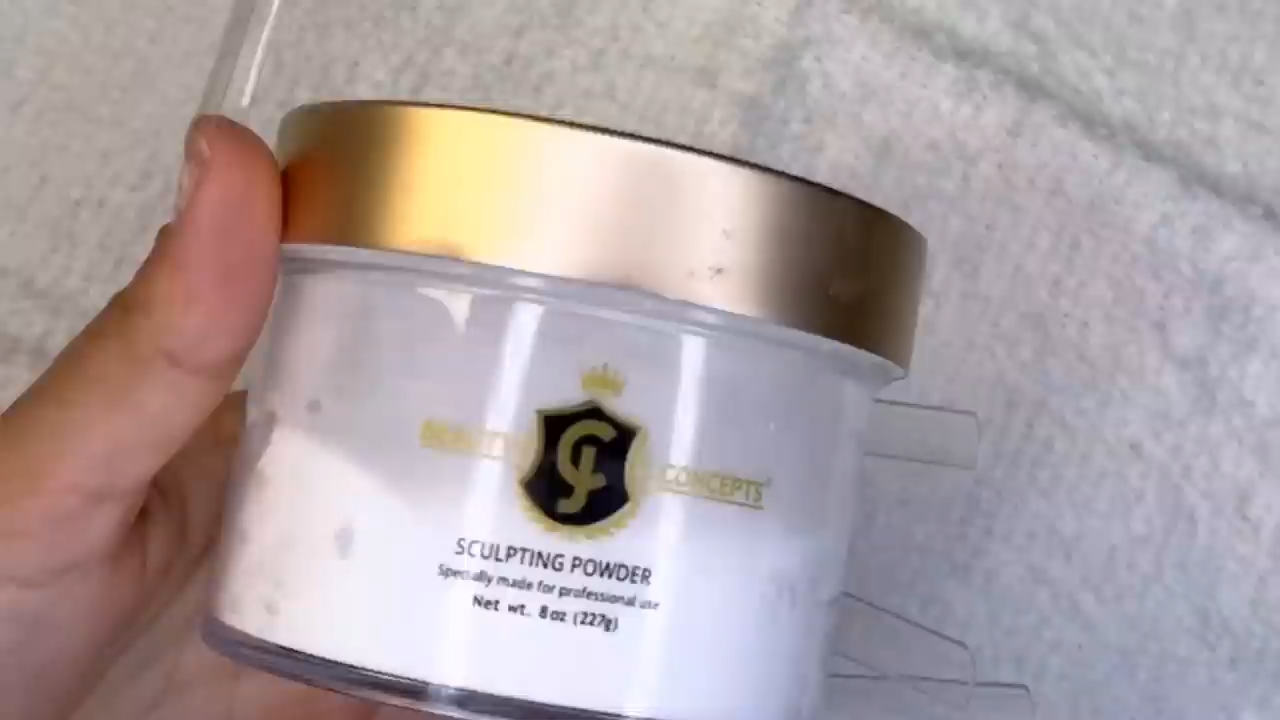 CONCEPTS
SCULPTING POWDER
Specially made for professional use
Net wt. 8oz (227g)